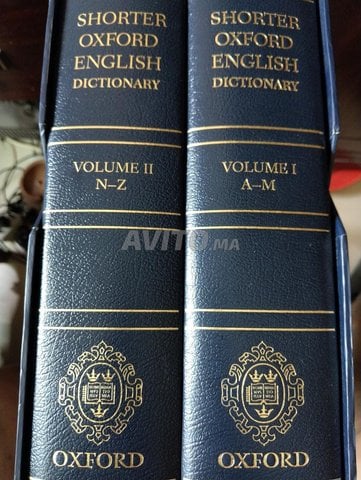 SHORTER
OXFORD
ENGLISH
DICTIONARY
VOLUME II
N–Z
OXFORD
SHORTER
OXFORD
ENGLISH
DICTIONARY
VOLUME I
A–M
OXFORD
AVITO.MA